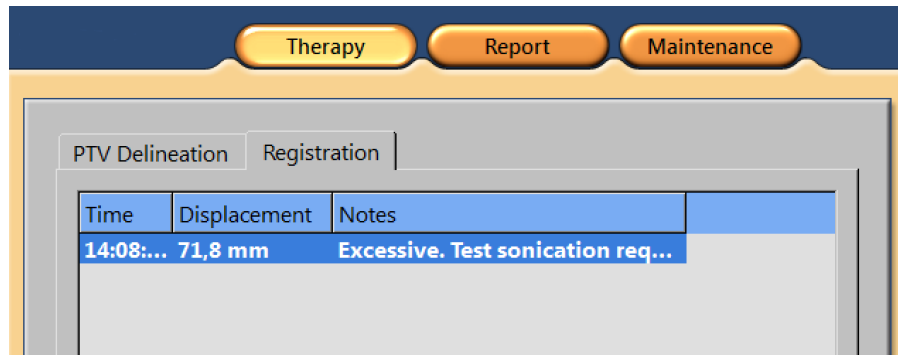 Therapy Report Maintenance
PTV Delineation Registration
Time Displacement Notes
14:08:... 71,8 mm Excessive. Test sonication req...